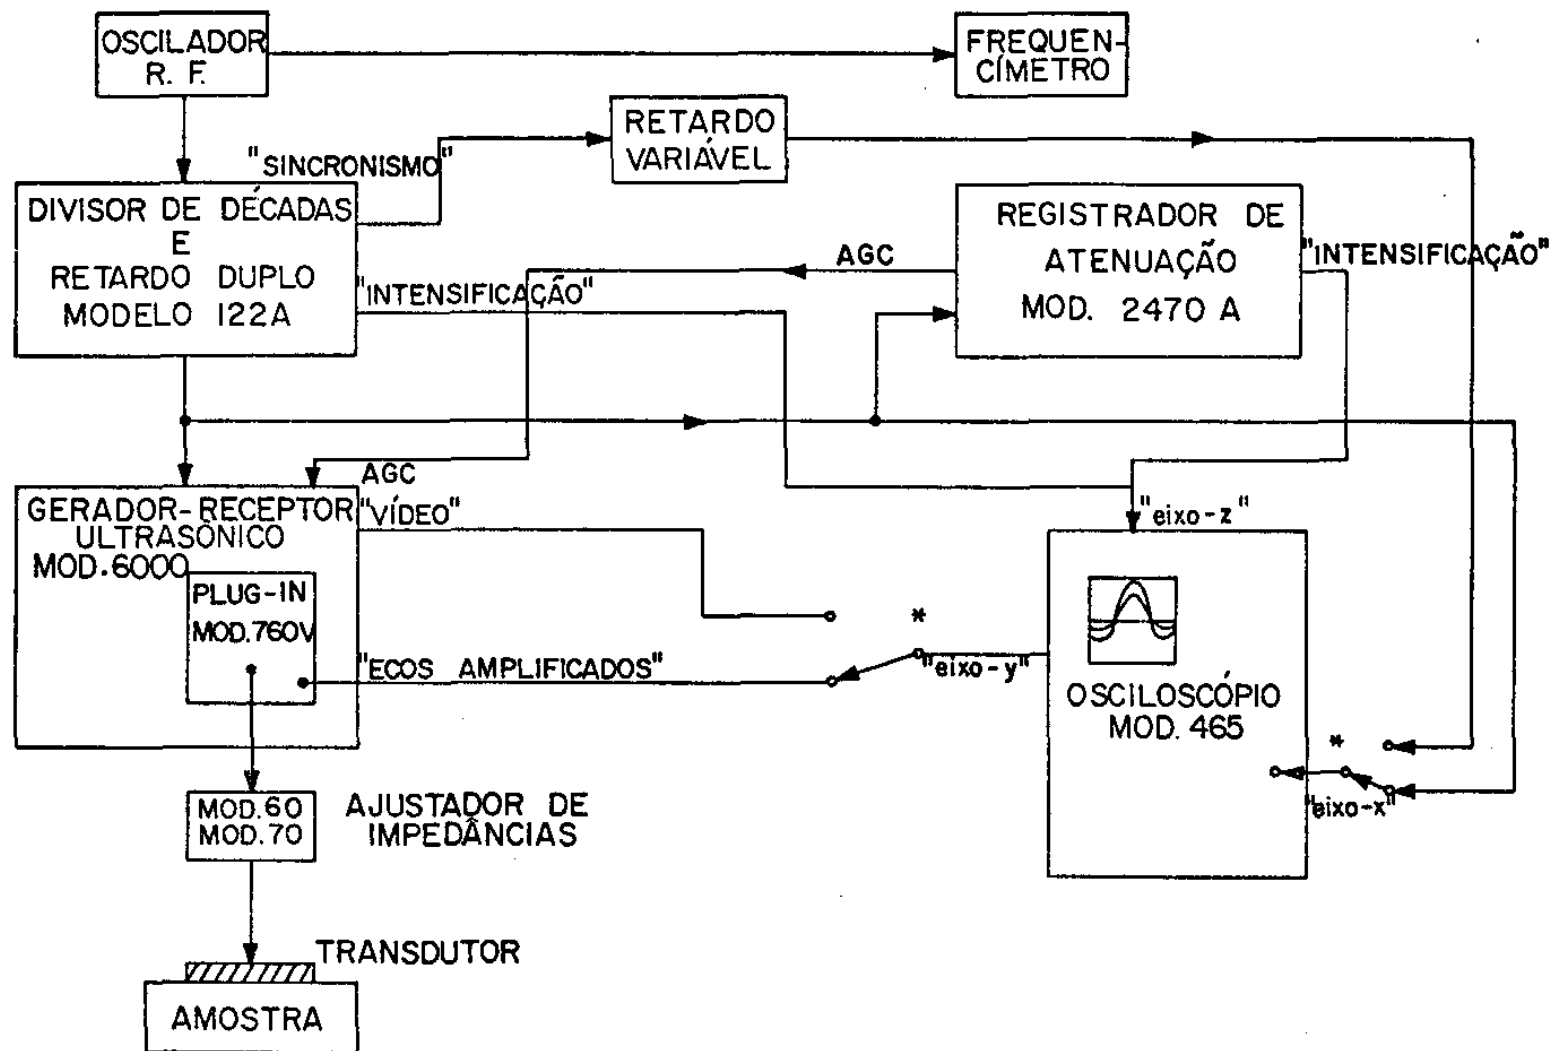 OSCILADOR
R. F.
FREQUEN-
CÍMETRO
RETARDO
VARIÁVEL
"SINCRONISMO"
DIVISOR DE DÉCADAS
E
RETARDO DUPLO
MODELO 122A
"INTENSIFICAÇÃO"
AGC
REGISTRADOR DE
ATENUAÇÃO
MOD. 2470 A
"INTENSIFICAÇÃO"
AGC
GERADOR-RECEPTOR
ULTRASÔNICO
MOD.6000
"VÍDEO"
PLUG-IN
MOD.760V
"ECOS AMPLIFICADOS"
*
"eixo-y"
"eixo-z"
OSCILOSCÓPIO
MOD. 465
*
"eixo-x"
MOD.60
MOD.70
AJUSTADOR DE
IMPEDÂNCIAS
TRANSDUTOR
AMOSTRA